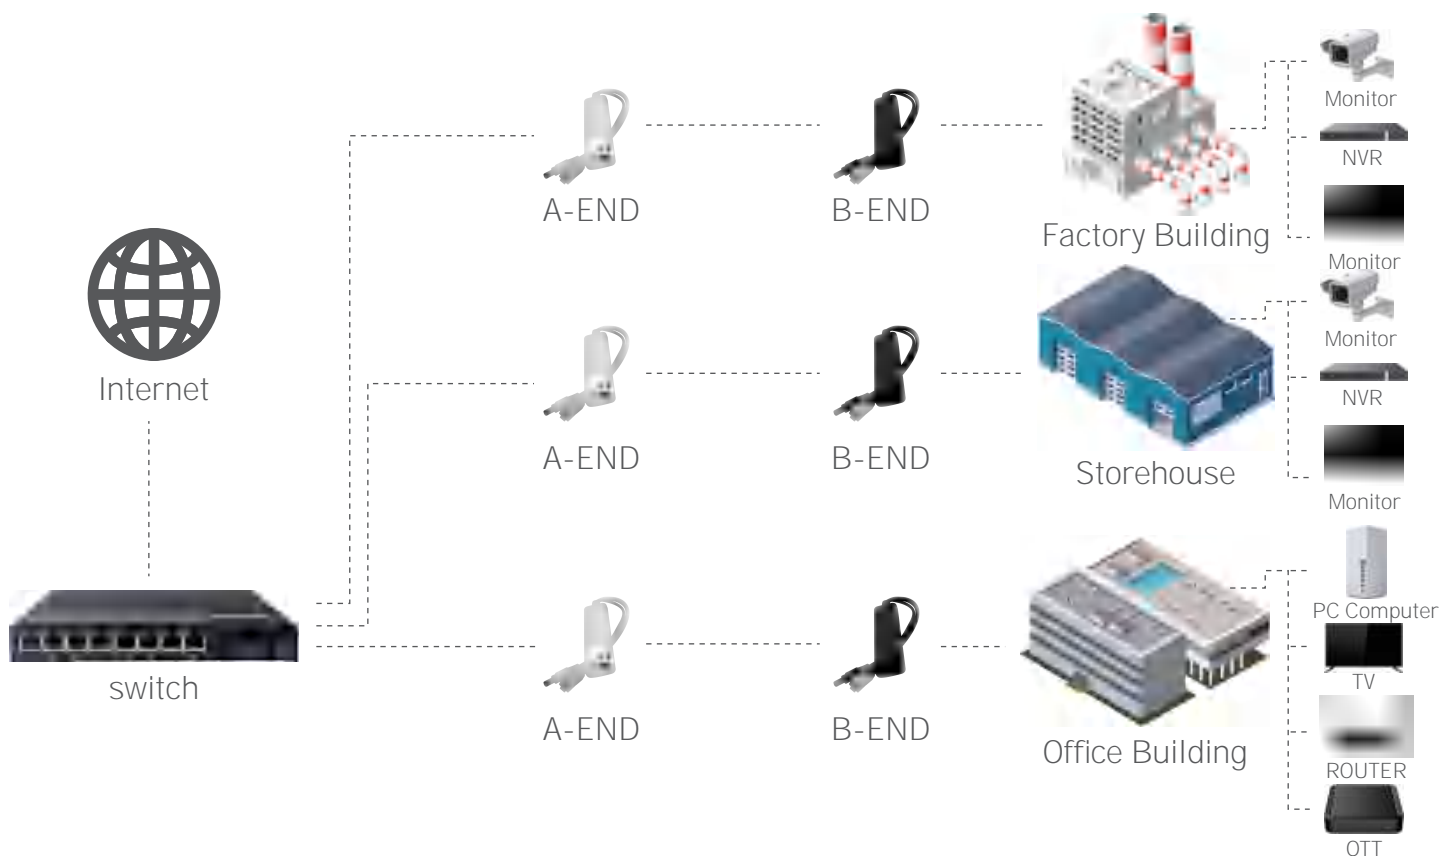 Internet
switch
A-END
B-END
Factory Building
Monitor
NVR
Monitor
A-END
B-END
Storehouse
Monitor
NVR
Monitor
A-END
B-END
Office Building
PC Computer
TV
ROUTER
OTT